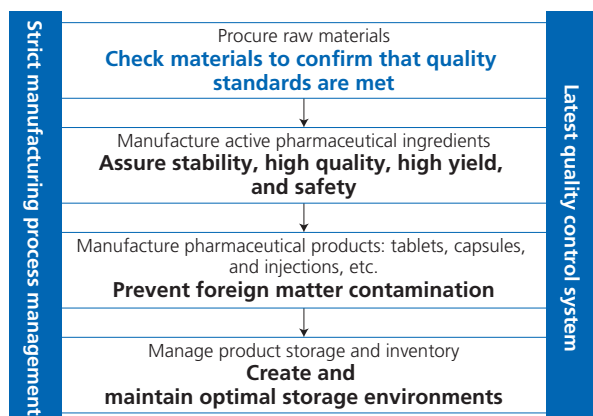 Strict manufacturing process management
Procure raw materials
Check materials to confirm that quality
standards are met
Manufacture active pharmaceutical ingredients
Assure stability, high quality, high yield,
and safety
Manufacture pharmaceutical products: tablets, capsules,
and injections, etc.
Prevent foreign matter contamination
Manage product storage and inventory
Create and
maintain optimal storage environments
Latest quality control system